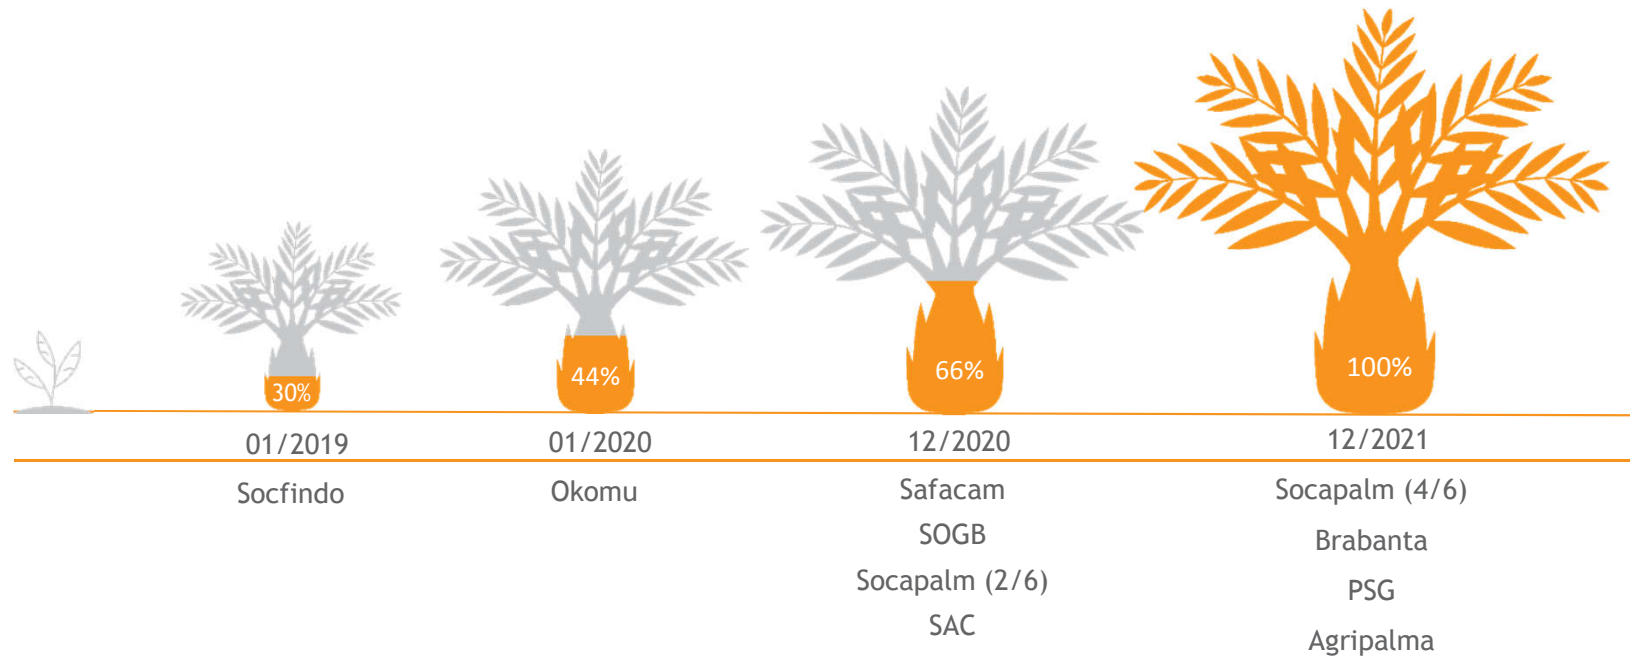 30%
44%
66%
100%
01/2019
01/2020
12/2020
12/2021
Socfindo
Okomu
Safacam
SOGB
Socapalm (2/6)
SAC
Socapalm (4/6)
Brabanta
PSG
Agripalma